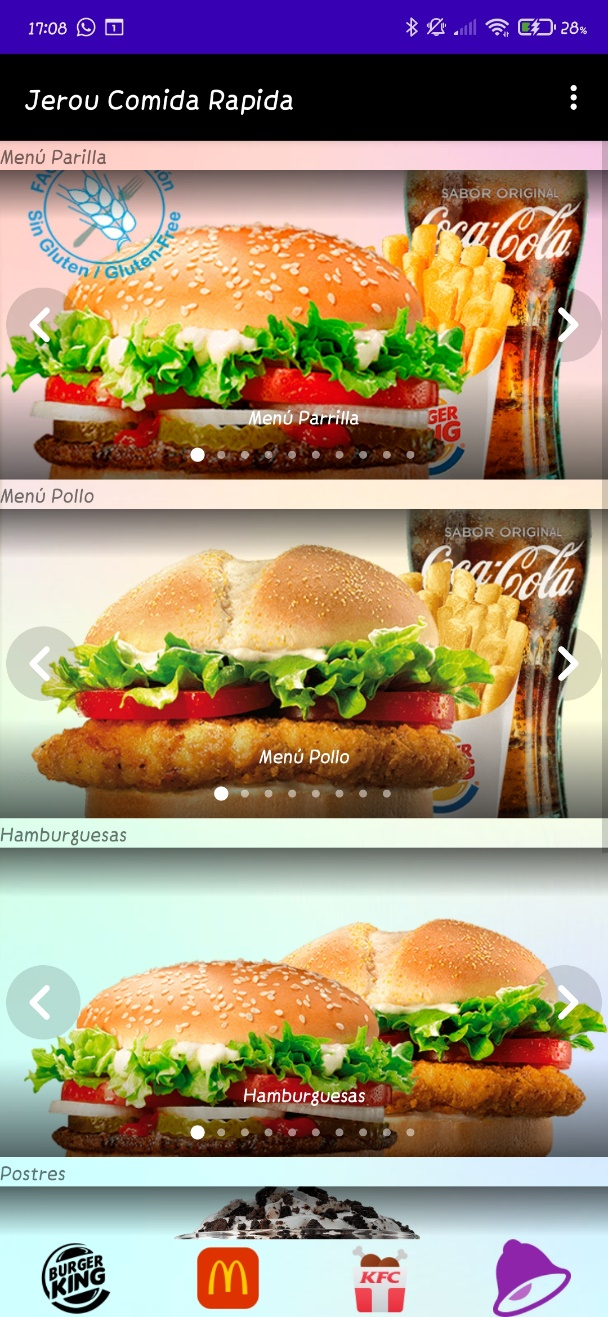 17:08
1
28%
Jerou Comida Rapida
Menú Parilla
Sin Gluten / Gluten-Free
SABOR ORIGINAL
Coca-Cola
Menú Parrilla
Menú Pollo
SABOR ORIGINAL
Coca-Cola
Menú Pollo
Hamburguesas
Hamburguesas
Postres
BURGER
KING
KFC